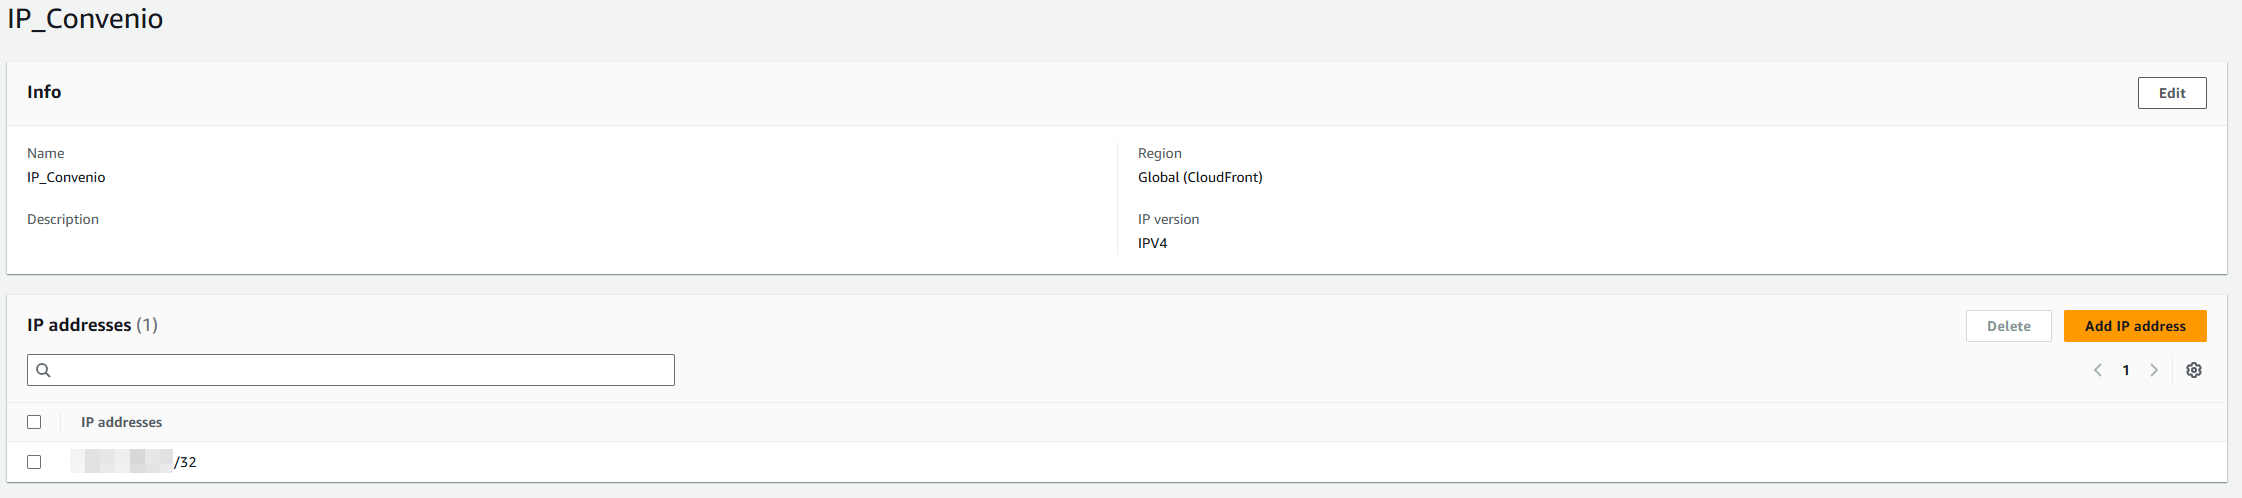 IP_Convenio
Info
Edit
Name
IP_Convenio
Region
Global (CloudFront)
Description
IP version
IPV4
IP addresses (1)
Delete
Add IP address
1
IP addresses
/32